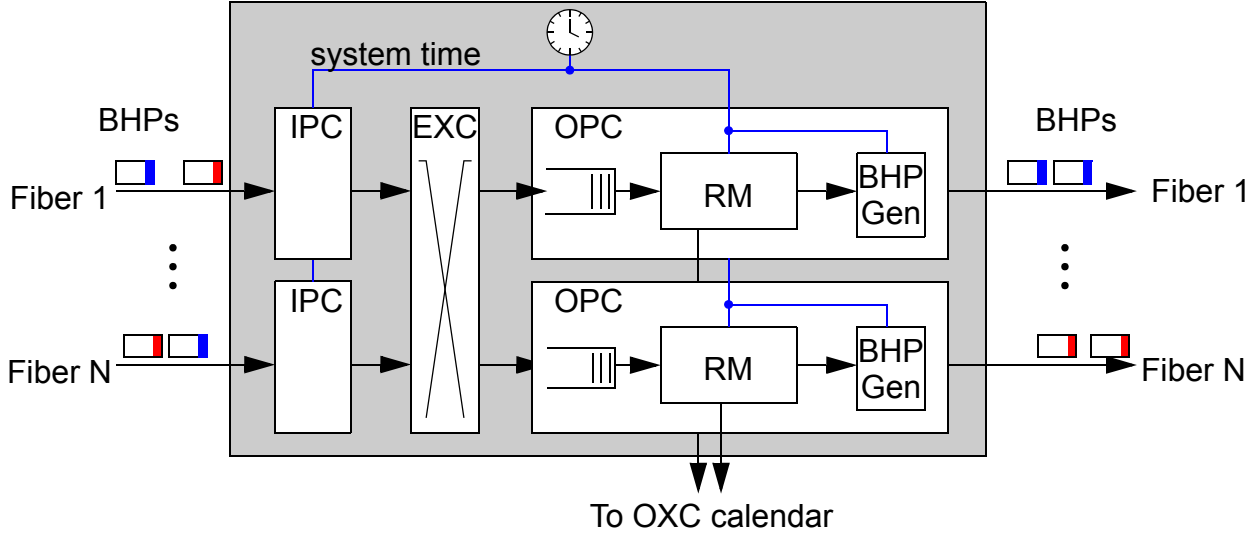 system time
BHPs
IPC
EXC
OPC
BHPs
Fiber 1
RM
BHP
Gen
Fiber 1
IPC
OPC
Fiber N
RM
BHP
Gen
Fiber N
To OXC calendar